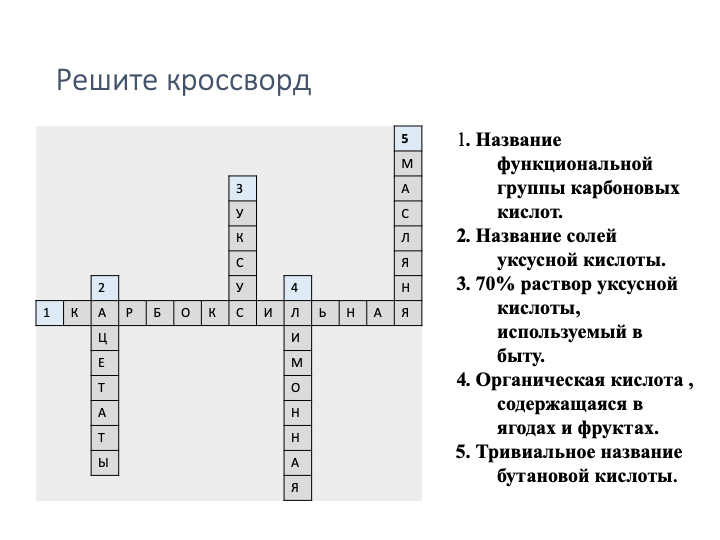 Решите кроссворд
5
М
3 А
У С
К Л
С Я
2 У 4 Н
1 К А Р Б О К С И Л Ь Н А Я
Ц И
Е М
Т О
А Н
Т Н
Ы А
Я
1. Название
функциональной
группы карбоновых
кислот.
2. Название солей
уксусной кислоты.
3. 70% раствор уксусной
кислоты,
используемый в
быту.
4. Органическая кислота ,
содержащаяся в
ягодах и фруктах.
5. Тривиальное название
бутановой кислоты.